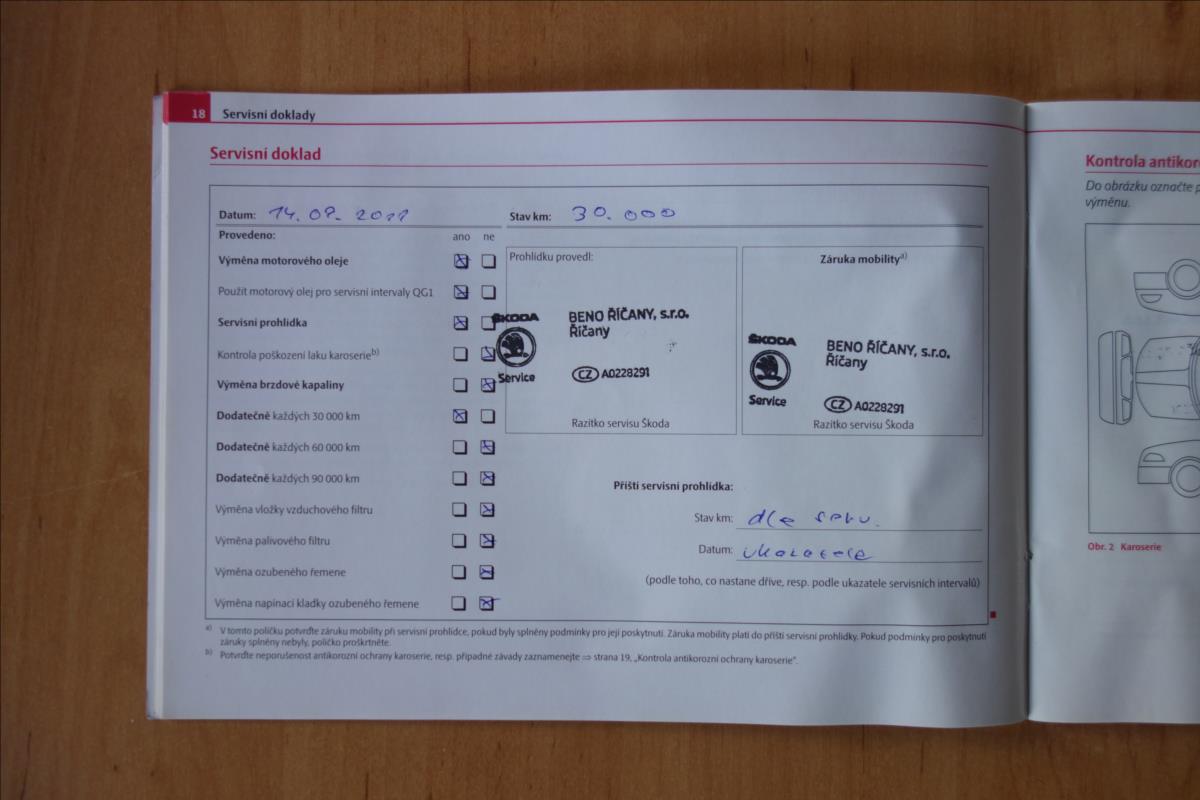 18 Servisní doklady
Servisní doklad
Datum: 14.09.2011 Stav km: 30.000
Provedeno: ano ne
Výměna motorového oleje
Použit motorový olej pro servisní intervaly QG1
Servisní prohlídka
Kontrola poškození laku karoserie b)
Výměna brzdové kapaliny
Dodatečně každých 30 000 km
Dodatečně každých 60 000 km
Dodatečně každých 90 000 km
Výměna vložky vzduchového filtru
Výměna palivového filtru
Výměna ozubeného řemene
Výměna napínací kladky ozubeného řemene
Prohlídku provedl:
ŠKODA
Service
BENO ŘÍČANY, s.r.o.
Říčany
CZ A0228291
Razítko servisu Škoda
Záruka mobility a)
ŠKODA
Service
BENO ŘÍČANY, s.r.o.
Říčany
CZ A0228291
Razítko servisu Škoda
Příští servisní prohlídka:
Stav km: dle serv.
Datum: ukazatele
(podle toho, co nastane dříve, resp. podle ukazatele servisních intervalů)
a) V tomto políčku potvrďte záruku mobility při servisní prohlídce, pokud byly splněny podmínky pro její poskytnutí. Záruka mobility platí do příští servisní prohlídky. Pokud podmínky pro poskytnutí
záruky splněny nebyly, políčko proškrtněte.
b) Potvrďte neporušenost antikorozní ochrany karoserie, resp. případné závady zaznamenejte ⇒ strana 19, „Kontrola antikorozní ochrany karoserie“.
Kontrola antikoro
Do obrázku označte p
výměnu.
Obr. 2 Karoserie